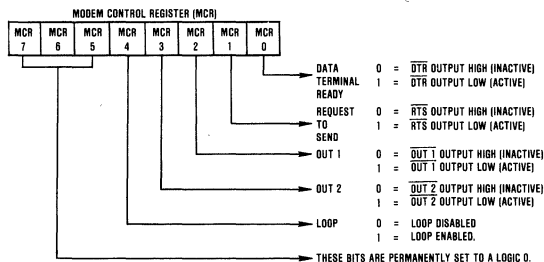 MODEM CONTROL REGISTER (MCR)
MCR 7 MCR 6 MCR 5 MCR 4 MCR 3 MCR 2 MCR 1 MCR 0
DATA TERMINAL READY
0 = DTR OUTPUT HIGH (INACTIVE)
1 = DTR OUTPUT LOW (ACTIVE)
REQUEST TO SEND
0 = RTS OUTPUT HIGH (INACTIVE)
1 = RTS OUTPUT LOW (ACTIVE)
OUT 1
0 = OUT 1 OUTPUT HIGH (INACTIVE)
1 = OUT 1 OUTPUT LOW (ACTIVE)
OUT 2
0 = OUT 2 OUTPUT HIGH (INACTIVE)
1 = OUT 2 OUTPUT LOW (ACTIVE)
LOOP
0 = LOOP DISABLED
1 = LOOP ENABLED.
THESE BITS ARE PERMANENTLY SET TO A LOGIC 0.